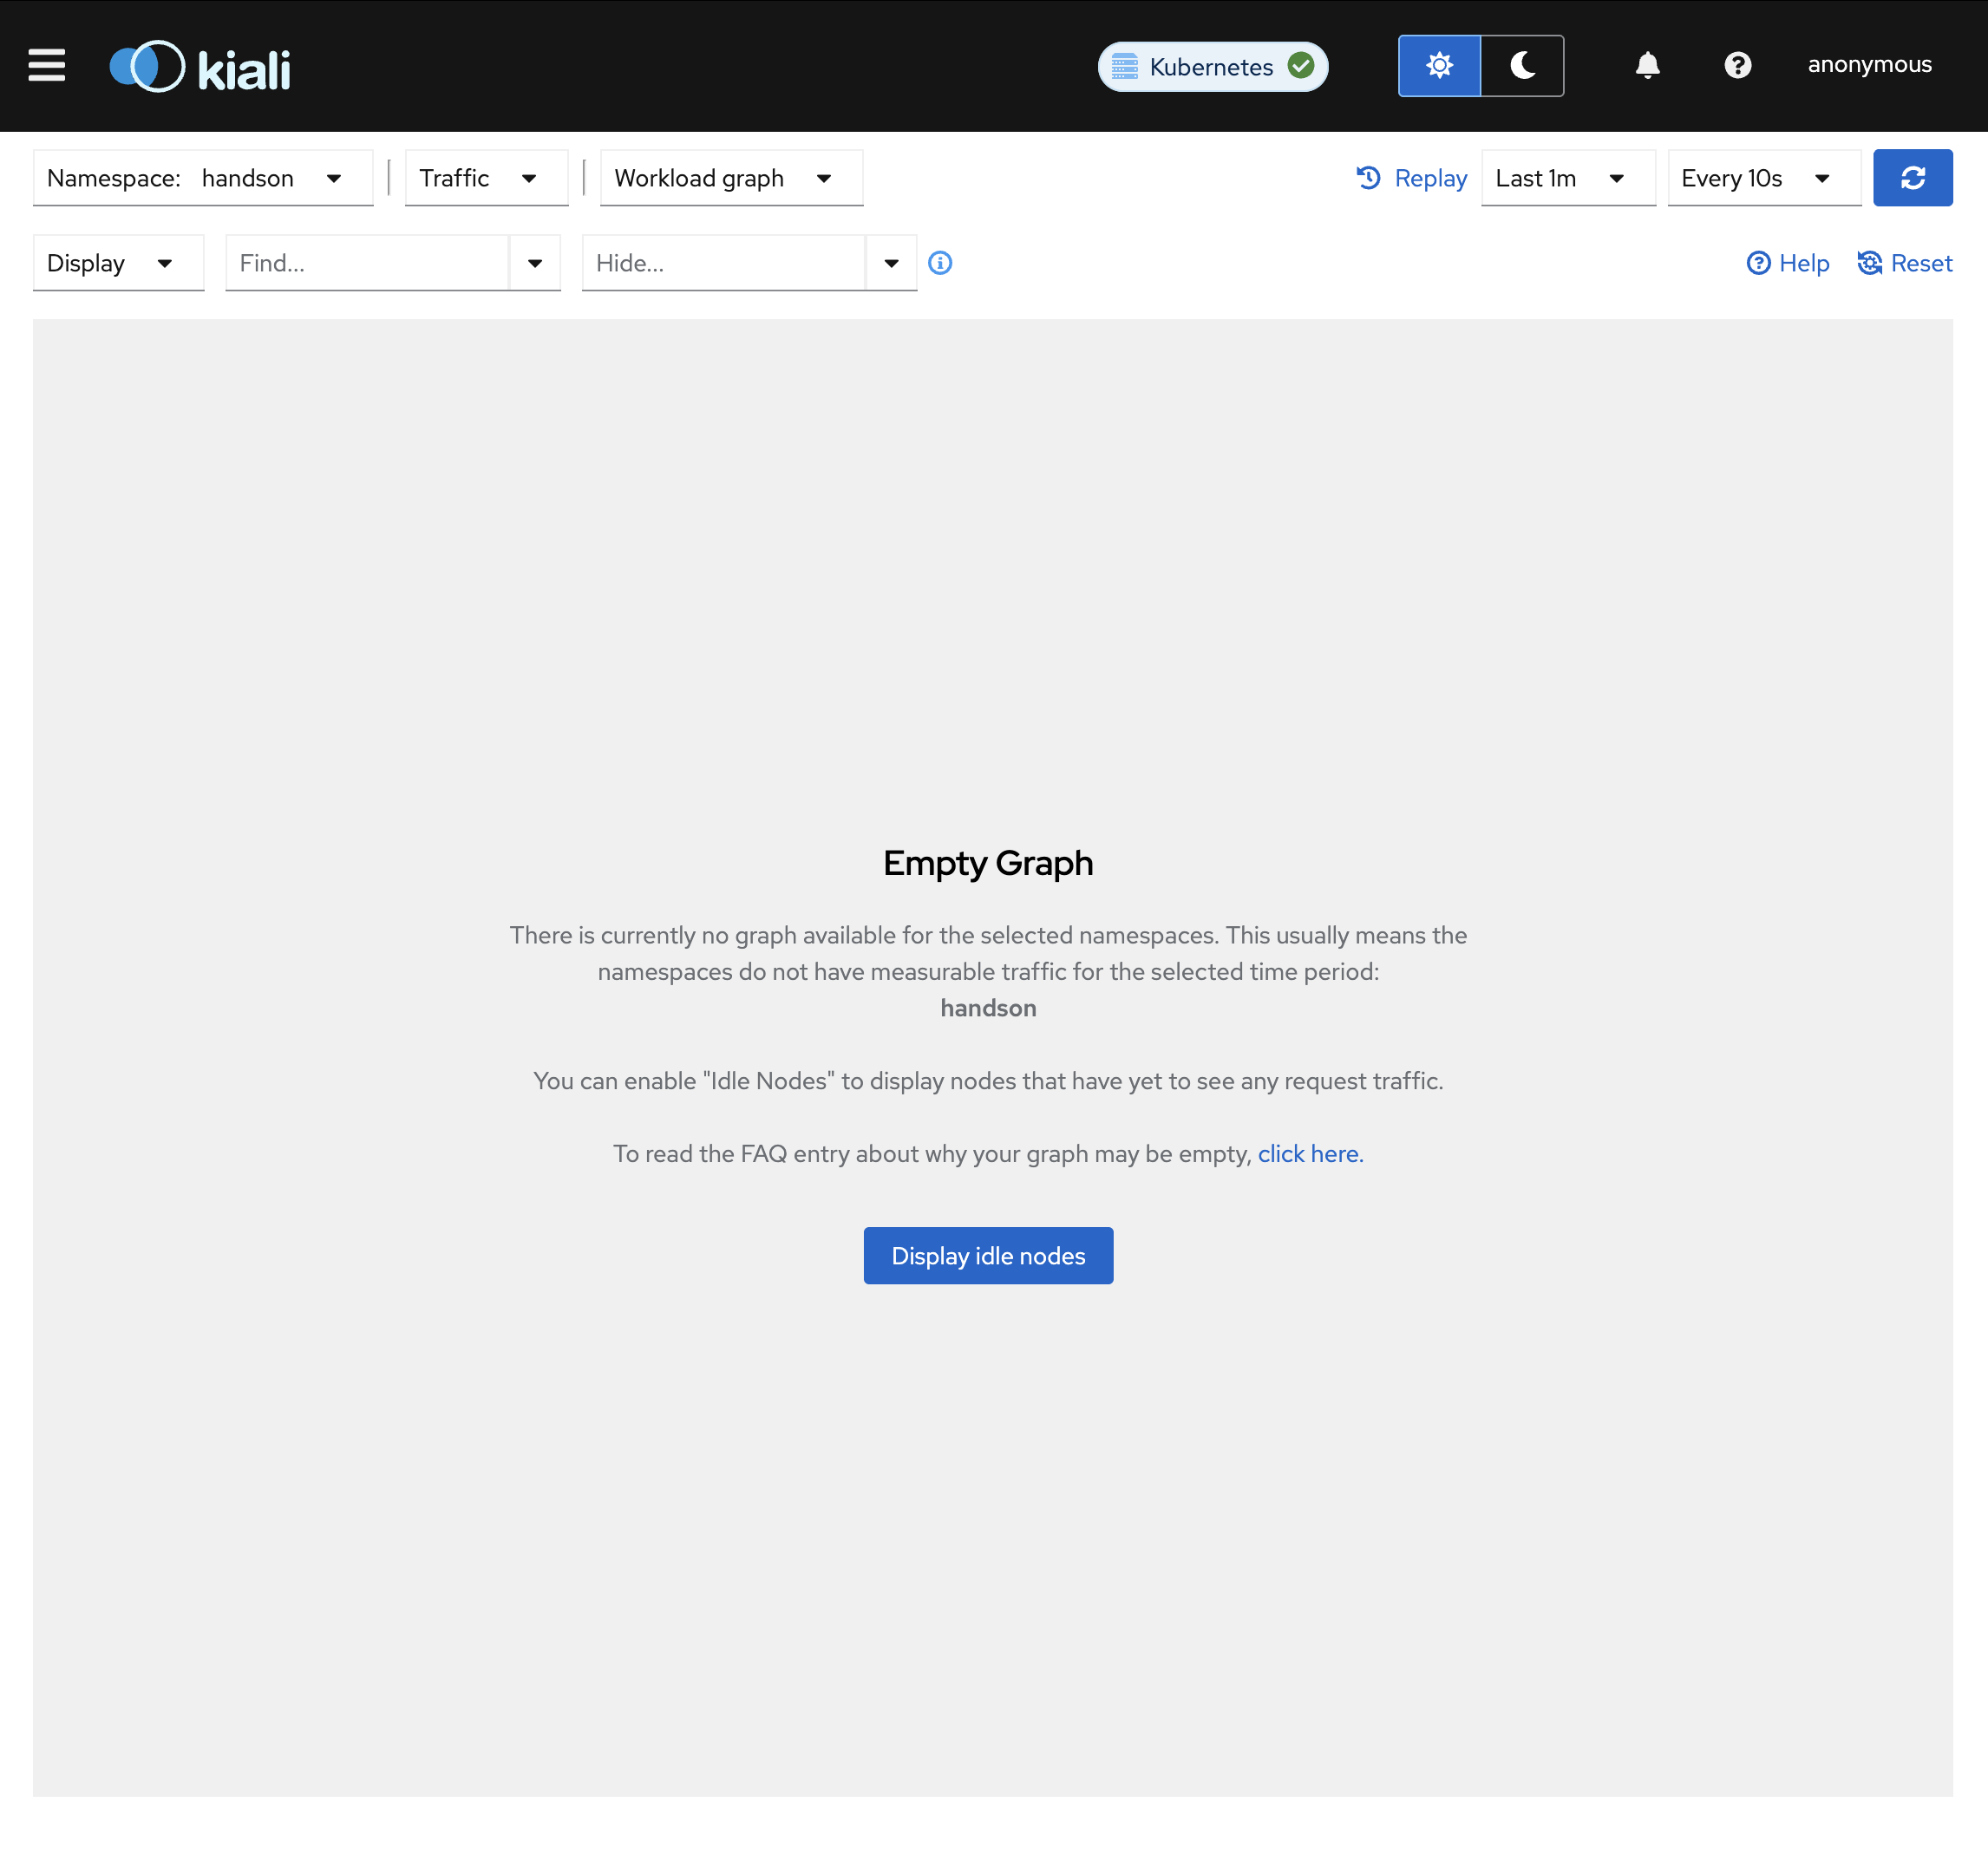 kiali
Kubernetes
anonymous
Namespace: handson
Traffic
Workload graph
Replay
Last 1m
Every 10s
Display
Find...
Hide...
Help
Reset
Empty Graph
There is currently no graph available for the selected namespaces. This usually means the
namespaces do not have measurable traffic for the selected time period:
handson
You can enable "Idle Nodes" to display nodes that have yet to see any request traffic.
To read the FAQ entry about why your graph may be empty, click here.
Display idle nodes